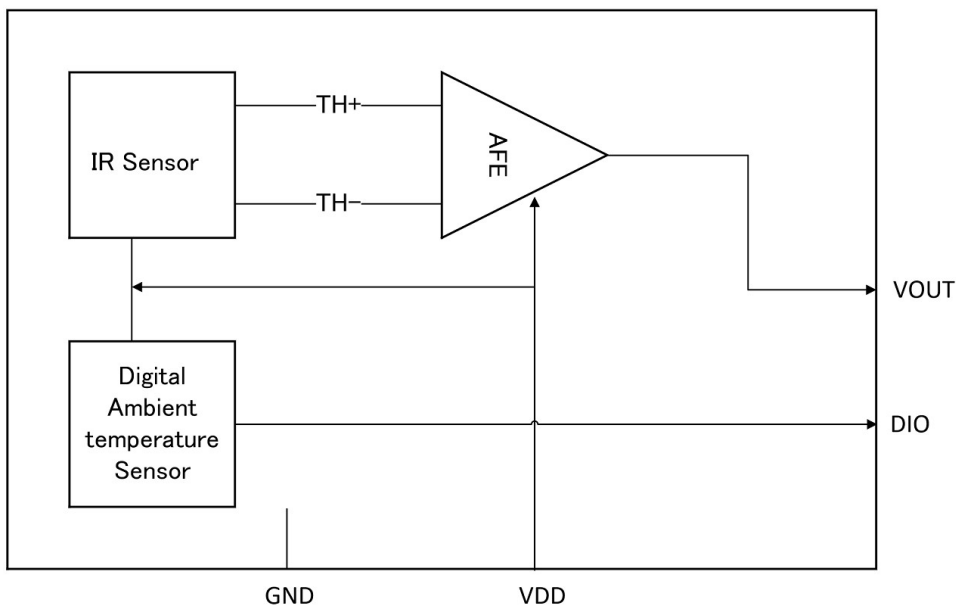 TH+
IR Sensor
AFE
TH−
VOUT
Digital
Ambient
temperature
Sensor
DIO
GND
VDD